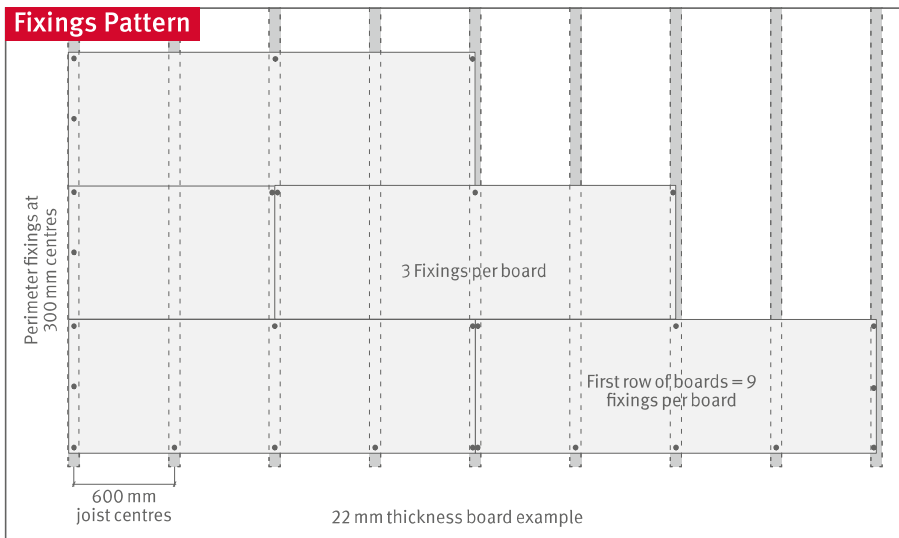 Fixings Pattern
Perimeter fixings at
300 mm centres
3 Fixings per board
First row of boards = 9
fixings per board
600 mm
joist centres
22 mm thickness board example